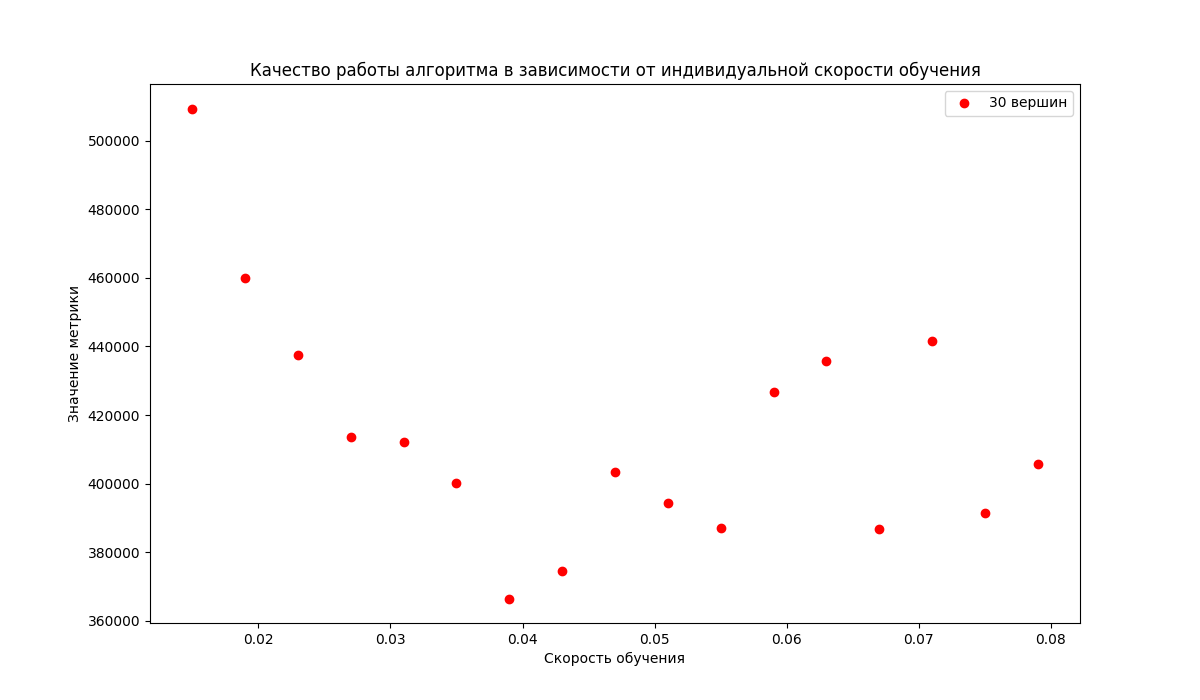 Качество работы алгоритма в зависимости от индивидуальной скорости обучения
30 вершин
Значение метрики
500000
480000
460000
440000
420000
400000
380000
360000
0.02 0.03 0.04 0.05 0.06 0.07 0.08
Скорость обучения